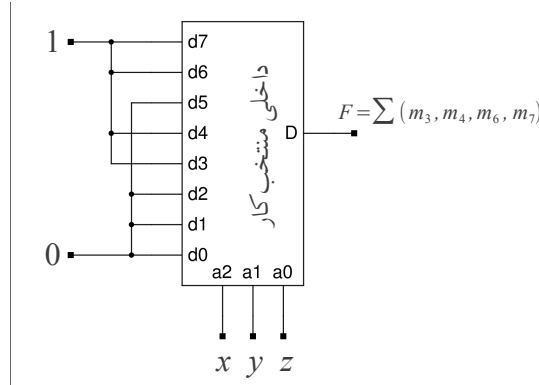 1
d7
d6
d5
d4
d3
d2
d1
d0
0
داخلی منتخب کار
D
F=∑(m₃,m₄,m₆,m₇)
a2 a1 a0
x y z